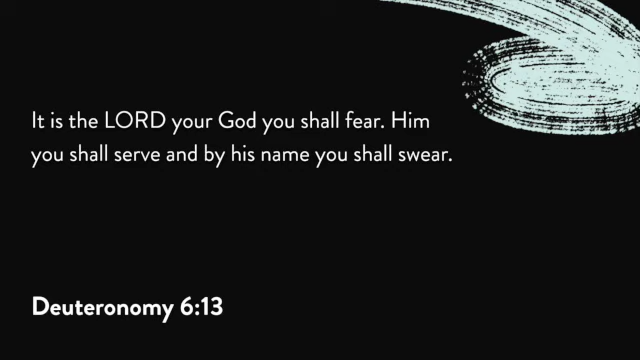 It is the LORD your God you shall fear. Him
you shall serve and by his name you shall swear.
Deuteronomy 6:13